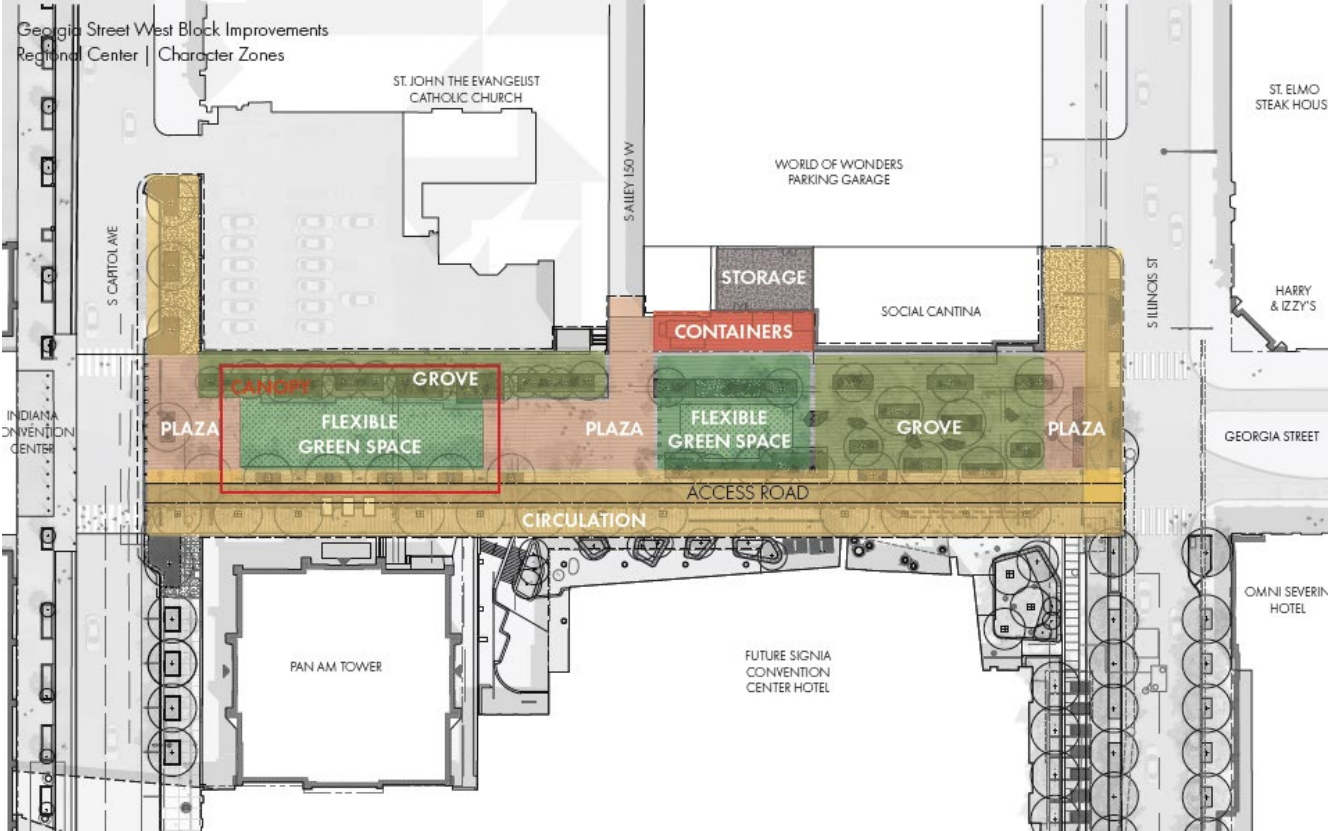 Georgia Street West Block Improvements
Regional Center | Character Zones
ST. JOHN THE EVANGELIST
CATHOLIC CHURCH
S ALLEY 150 W
WORLD OF WONDERS
PARKING GARAGE
ST. ELMO
STEAK HOUS
S CAPITOL AVE
STORAGE
SOCIAL CANTINA
S ILLINOIS ST
HARRY
& IZZY'S
CONTAINERS
CANOPY
GROVE
INDIANA
ONVENTION
CENTER
PLAZA
FLEXIBLE
GREEN SPACE
PLAZA
FLEXIBLE
GREEN SPACE
GROVE
PLAZA
GEORGIA STREET
ACCESS ROAD
CIRCULATION
PAN AM TOWER
FUTURE SIGNIA
CONVENTION
CENTER HOTEL
OMNI SEVERIN
HOTEL